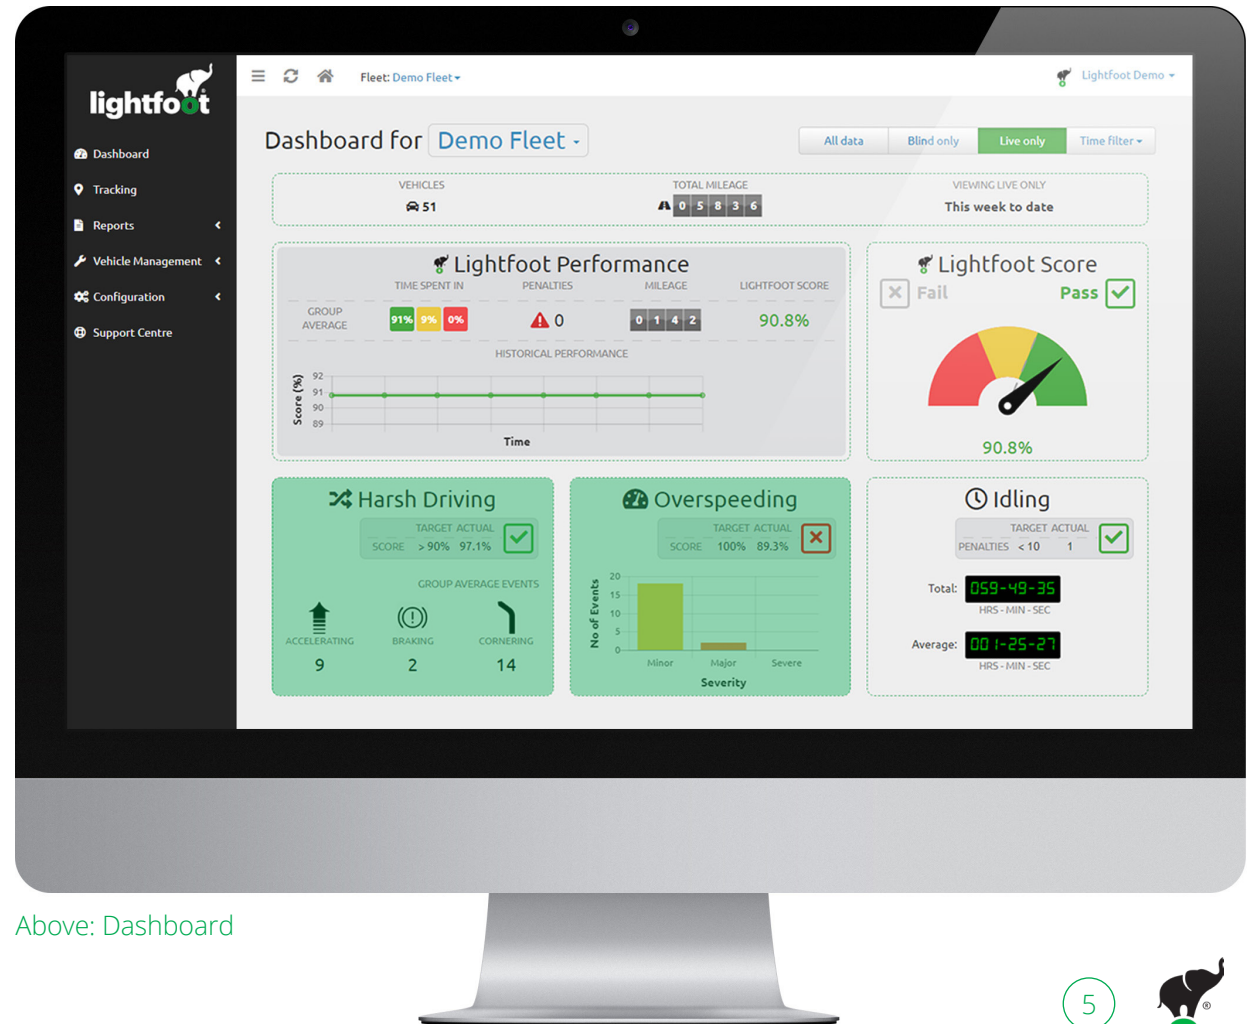 lightfoot
Fleet: Demo Fleet
Lightfoot Demo
Dashboard
Tracking
Reports
Vehicle Management
Configuration
Support Centre
Dashboard for Demo Fleet
All data Blind only Live only Time filter
VEHICLES TOTAL MILEAGE VIEWING LIVE ONLY
51 0 5 8 3 6 This week to date
Lightfoot Performance
TIME SPENT IN PENALTIES MILEAGE LIGHTFOOT SCORE
GROUP
AVERAGE
91% 9% 0% 0 0 1 4 2 90.8%
HISTORICAL PERFORMANCE
Score (%)
92
91
90
89
Time
Lightfoot Score
Fail Pass
90.8%
Harsh Driving
TARGET ACTUAL
SCORE >90% 97.1%
GROUP AVERAGE EVENTS
ACCELERATING BRAKING CORNERING
9 2 14
Overspeeding
TARGET ACTUAL
SCORE 100% 89.3%
No of Events
20
15
10
5
0
Minor Major Severe
Severity
Idling
TARGET ACTUAL
PENALTIES <10 1
Total: 059-49-35
HRS - MIN - SEC
Average: 001-25-27
HRS - MIN - SEC
Above: Dashboard
5
®